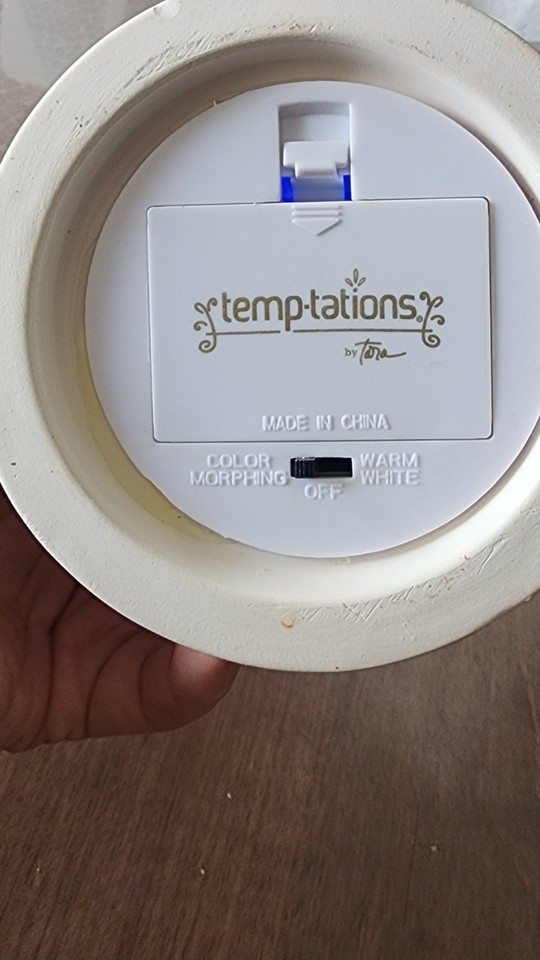 temp-tations®
by Tara
MADE IN CHINA
COLOR MORPHING
OFF
WARM WHITE